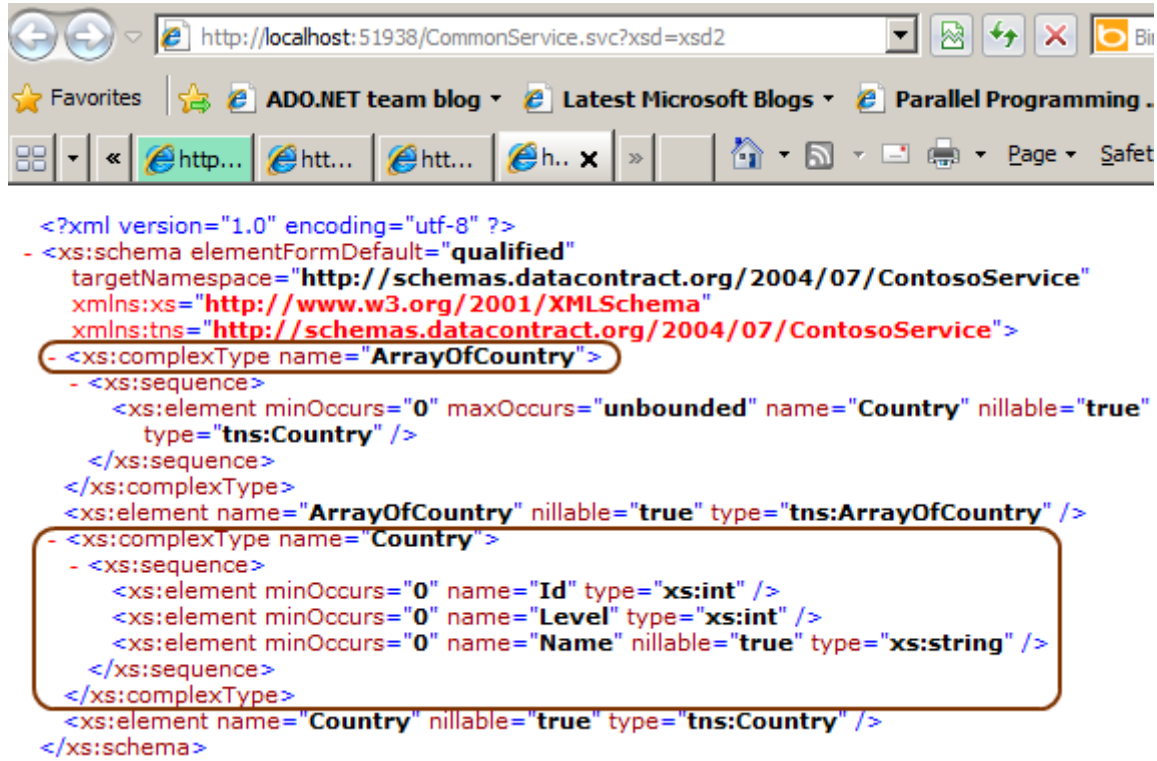 http://localhost:51938/CommonService.svc?xsd=xsd2
Favorites ADO.NET team blog Latest Microsoft Blogs Parallel Programming ..
« http... htt... htt... h.. x » Page
<?xml version="1.0" encoding="utf-8" ?>
- <xs:schema elementFormDefault="qualified"
targetNamespace="http://schemas.datacontract.org/2004/07/ContosoService"
xmlns:xs="http://www.w3.org/2001/XMLSchema"
xmlns:tns="http://schemas.datacontract.org/2004/07/ContosoService">
- <xs:complexType name="ArrayOfCountry">
- <xs:sequence>
<xs:element minOccurs="0" maxOccurs="unbounded" name="Country" nillable="true"
type="tns:Country" />
</xs:sequence>
</xs:complexType>
<xs:element name="ArrayOfCountry" nillable="true" type="tns:ArrayOfCountry" />
- <xs:complexType name="Country">
- <xs:sequence>
<xs:element minOccurs="0" name="Id" type="xs:int" />
<xs:element minOccurs="0" name="Level" type="xs:int" />
<xs:element minOccurs="0" name="Name" nillable="true" type="xs:string" />
</xs:sequence>
</xs:complexType>
<xs:element name="Country" nillable="true" type="tns:Country" />
</xs:schema>